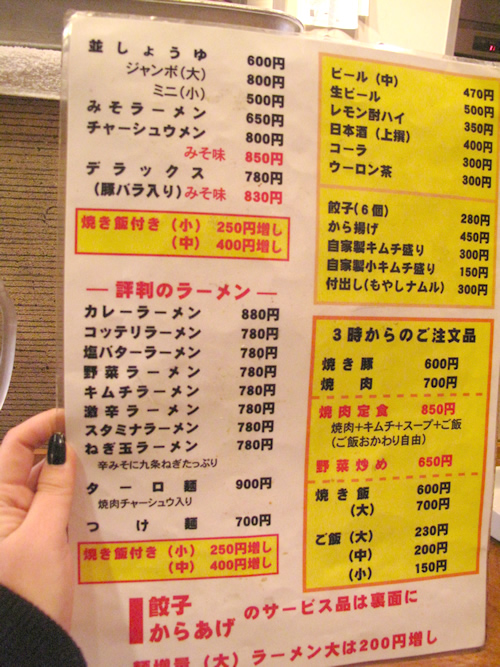 並しょうゆ 600円
ジャンボ(大) 800円
ミニ(小) 500円
みそラーメン 650円
チャーシュウメン 800円
みそ味 850円
デラックス 780円
(豚バラ入り)みそ味 830円
焼き飯付き(小) 250円増し
(中) 400円増し
― 評判のラーメン ―
カレーラーメン 880円
コッテリラーメン 780円
塩バターラーメン 780円
野菜ラーメン 780円
キムチラーメン 780円
激辛ラーメン 780円
スタミナラーメン 780円
ねぎ玉ラーメン 780円
辛みそに九条ねぎたっぷり
ターロ麺 900円
焼肉チャーシュウ入り
つけ麺 700円
焼き飯付き(小) 250円増し
(中) 400円増し
ビール(中) 470円
生ビール 500円
レモン酎ハイ 350円
日本酒(上撰) 400円
コーラ 300円
ウーロン茶 300円
餃子(6個) 280円
から揚げ 450円
自家製キムチ盛り 300円
自家製小キムチ盛り 150円
付出し(もやしナムル) 300円
3時からのご注文品
焼き豚 600円
焼肉 700円
焼肉定食 850円
焼肉+キムチ+スープ+ご飯
(ご飯おかわり自由)
野菜炒め 650円
焼き飯 600円
(大) 700円
ご飯(大) 230円
(中) 200円
(小) 150円
餃子
からあげ
のサービス品は裏面に
麺増量(大)ラーメン大は200円増し